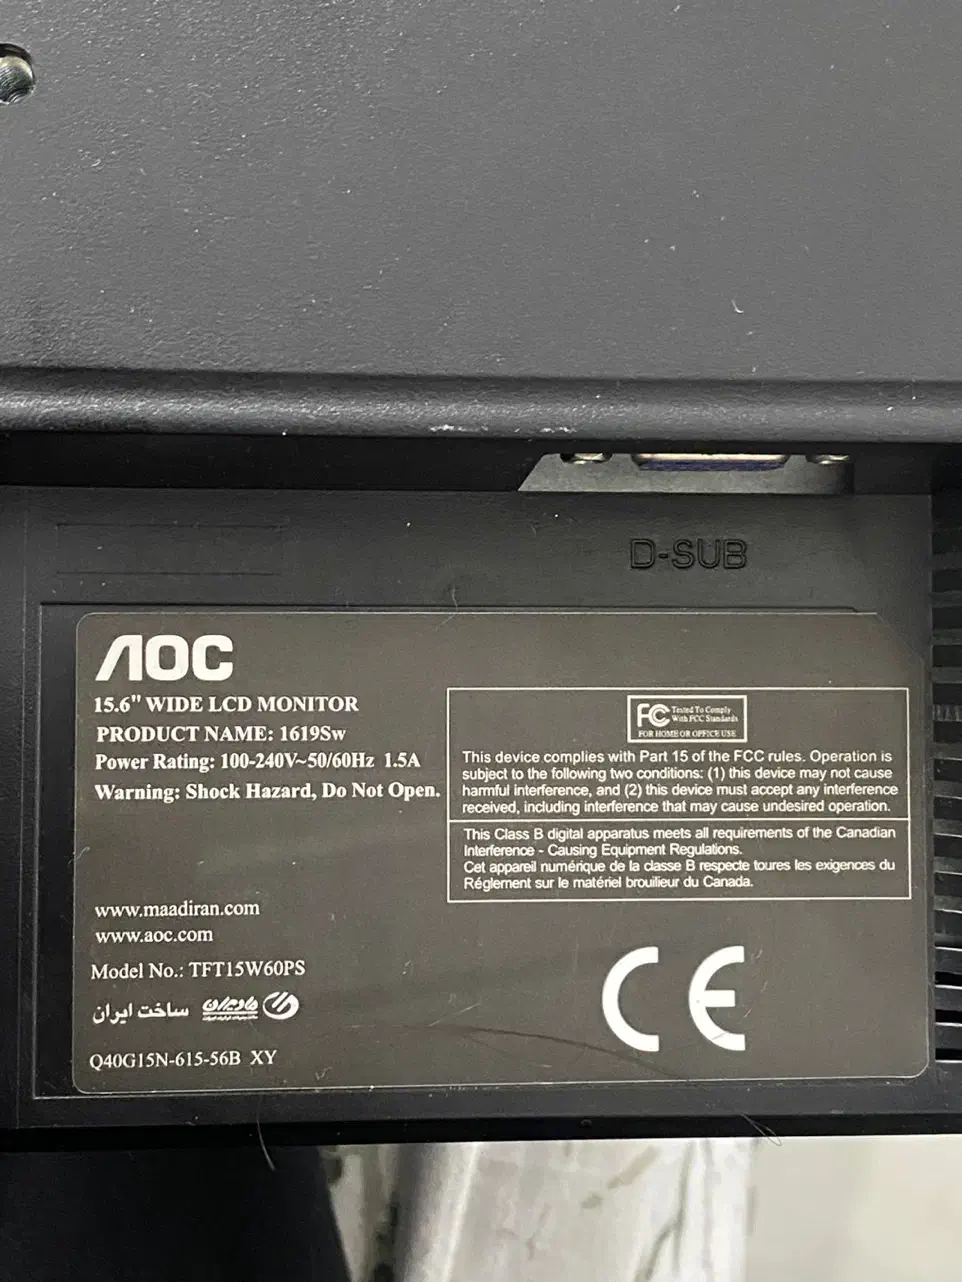 D-SUB
AOC
15.6" WIDE LCD MONITOR
PRODUCT NAME: 1619Sw
Power Rating: 100-240V~50/60Hz 1.5A
Warning: Shock Hazard, Do Not Open.
FC Tested To Comply
With FCC Standards
FOR HOME OR OFFICE USE
This device complies with Part 15 of the FCC rules. Operation is
subject to the following two conditions: (1) this device may not cause
harmful interference, and (2) this device must accept any interference
received, including interference that may cause undesired operation.
This Class B digital apparatus meets all requirements of the Canadian
Interference - Causing Equipment Regulations.
Cet appareil numérique de la classe B respecte toures les exigences du
Réglement sur le matériel brouilieur du Canada.
www.maadiran.com
www.aoc.com
Model No.: TFT15W60PS
ساخت ایران مادیران
Q40G15N-615-56B XY
CE